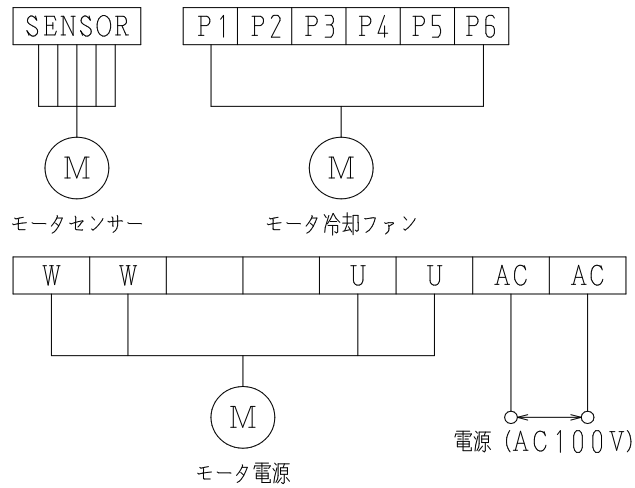 SENSOR P1 P2 P3 P4 P5 P6
M M
モータセンサー モータ冷却ファン
W W U U AC AC
M
電源 (AC100V)
モータ電源